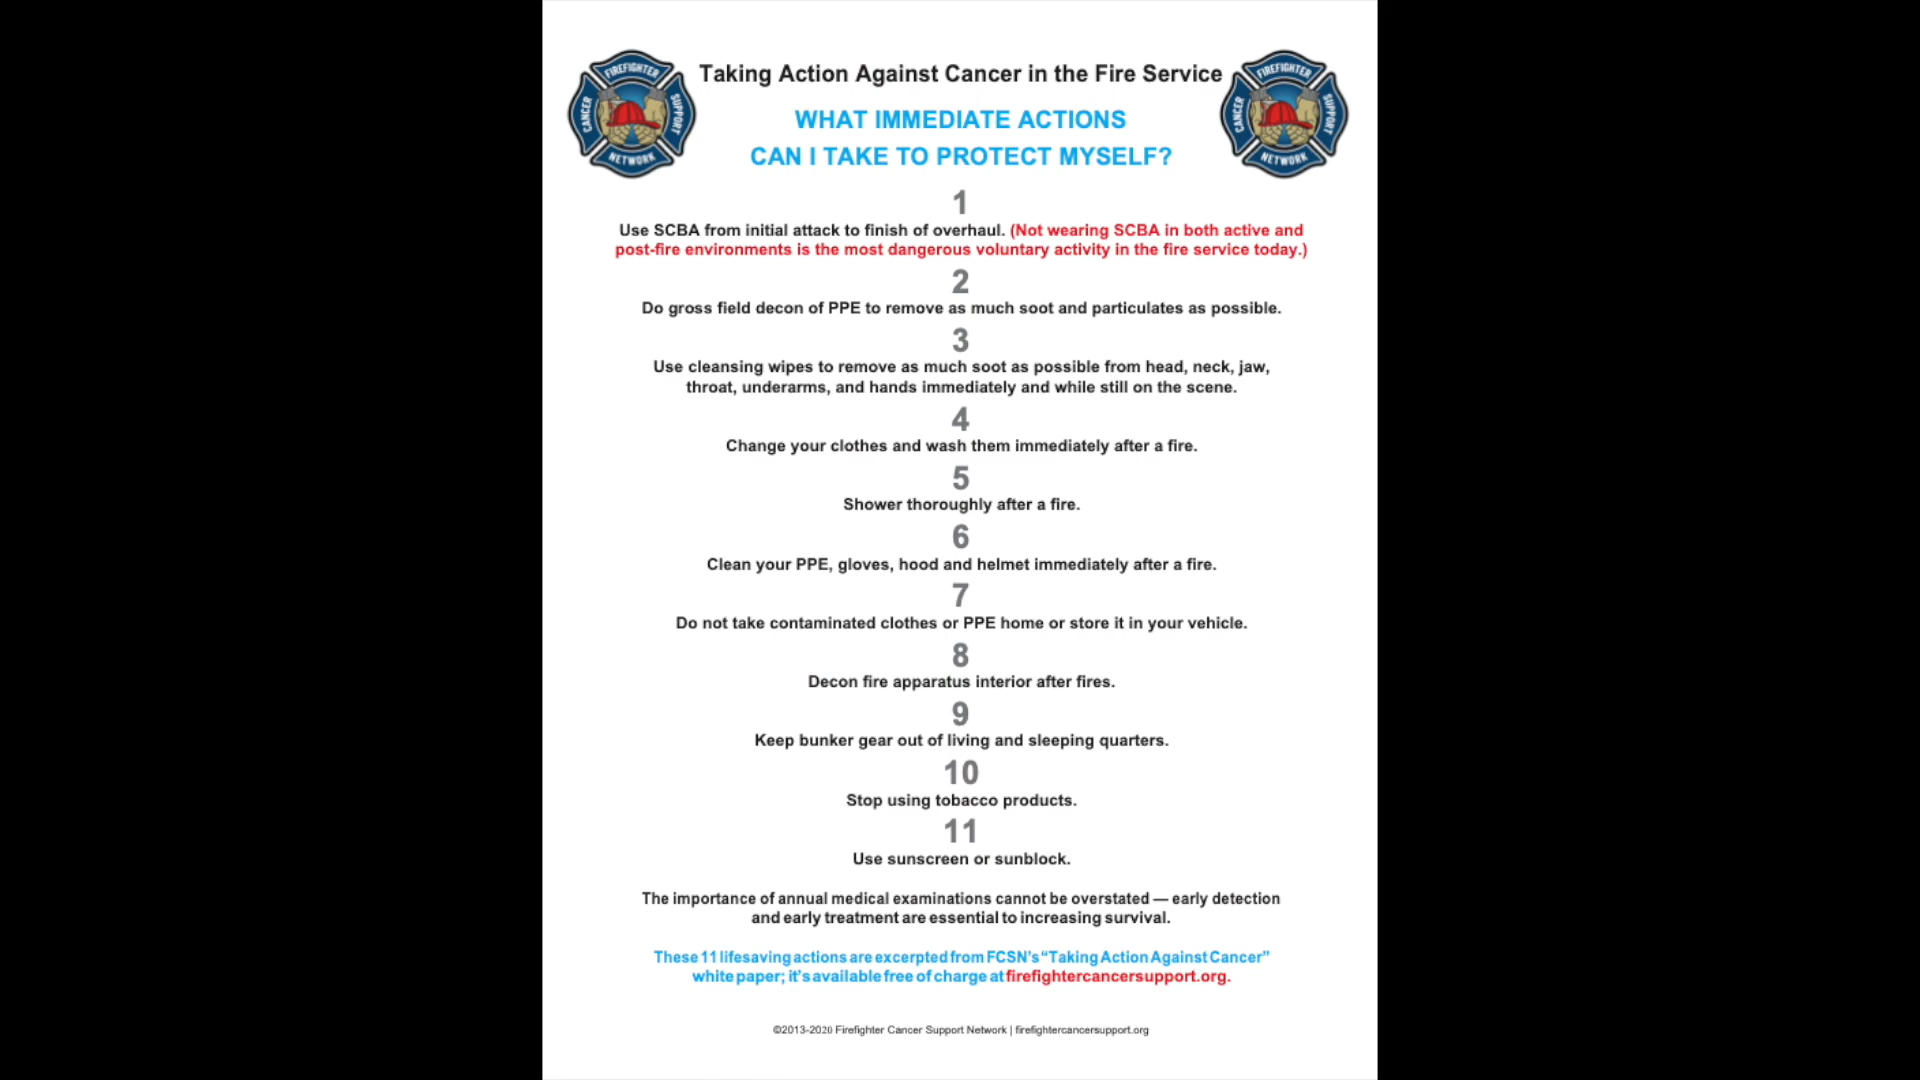 FIREFIGHTER
CANCER
SUPPORT
NETWORK
FIREFIGHTER
CANCER
SUPPORT
NETWORK
Taking Action Against Cancer in the Fire Service
WHAT IMMEDIATE ACTIONS
CAN I TAKE TO PROTECT MYSELF?
1
Use SCBA from initial attack to finish of overhaul. (Not wearing SCBA in both active and
post-fire environments is the most dangerous voluntary activity in the fire service today.)
2
Do gross field decon of PPE to remove as much soot and particulates as possible.
3
Use cleansing wipes to remove as much soot as possible from head, neck, jaw,
throat, underarms, and hands immediately and while still on the scene.
4
Change your clothes and wash them immediately after a fire.
5
Shower thoroughly after a fire.
6
Clean your PPE, gloves, hood and helmet immediately after a fire.
7
Do not take contaminated clothes or PPE home or store it in your vehicle.
8
Decon fire apparatus interior after fires.
9
Keep bunker gear out of living and sleeping quarters.
10
Stop using tobacco products.
11
Use sunscreen or sunblock.
The importance of annual medical examinations cannot be overstated — early detection
and early treatment are essential to increasing survival.
These 11 lifesaving actions are excerpted from FCSN's “Taking Action Against Cancer”
white paper; it's available free of charge at firefightercancersupport.org.
©2013-2020 Firefighter Cancer Support Network | firefightercancersupport.org